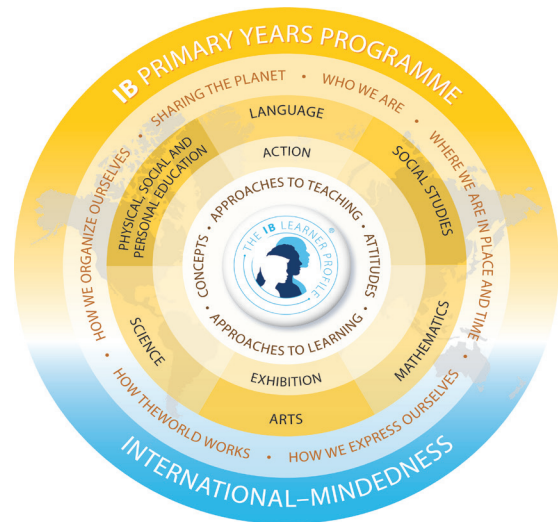 IB PRIMARY YEARS PROGRAMME
SHARING THE PLANET • WHO WE ARE • WHERE WE ARE IN PLACE AND TIME • HOW WE EXPRESS OURSELVES • HOW THEWORLD WORKS • HOW WE ORGANIZE OURSELVES •
LANGUAGE
SOCIAL STUDIES
MATHEMATICS
ARTS
SCIENCE
PHYSICAL, SOCIAL AND
PERSONAL EDUCATION
ACTION
EXHIBITION
APPROACHES TO TEACHING • ATTITUDES • APPROACHES TO LEARNING • CONCEPTS •
THE IB LEARNER PROFILE
®
INTERNATIONAL–MINDEDNESS